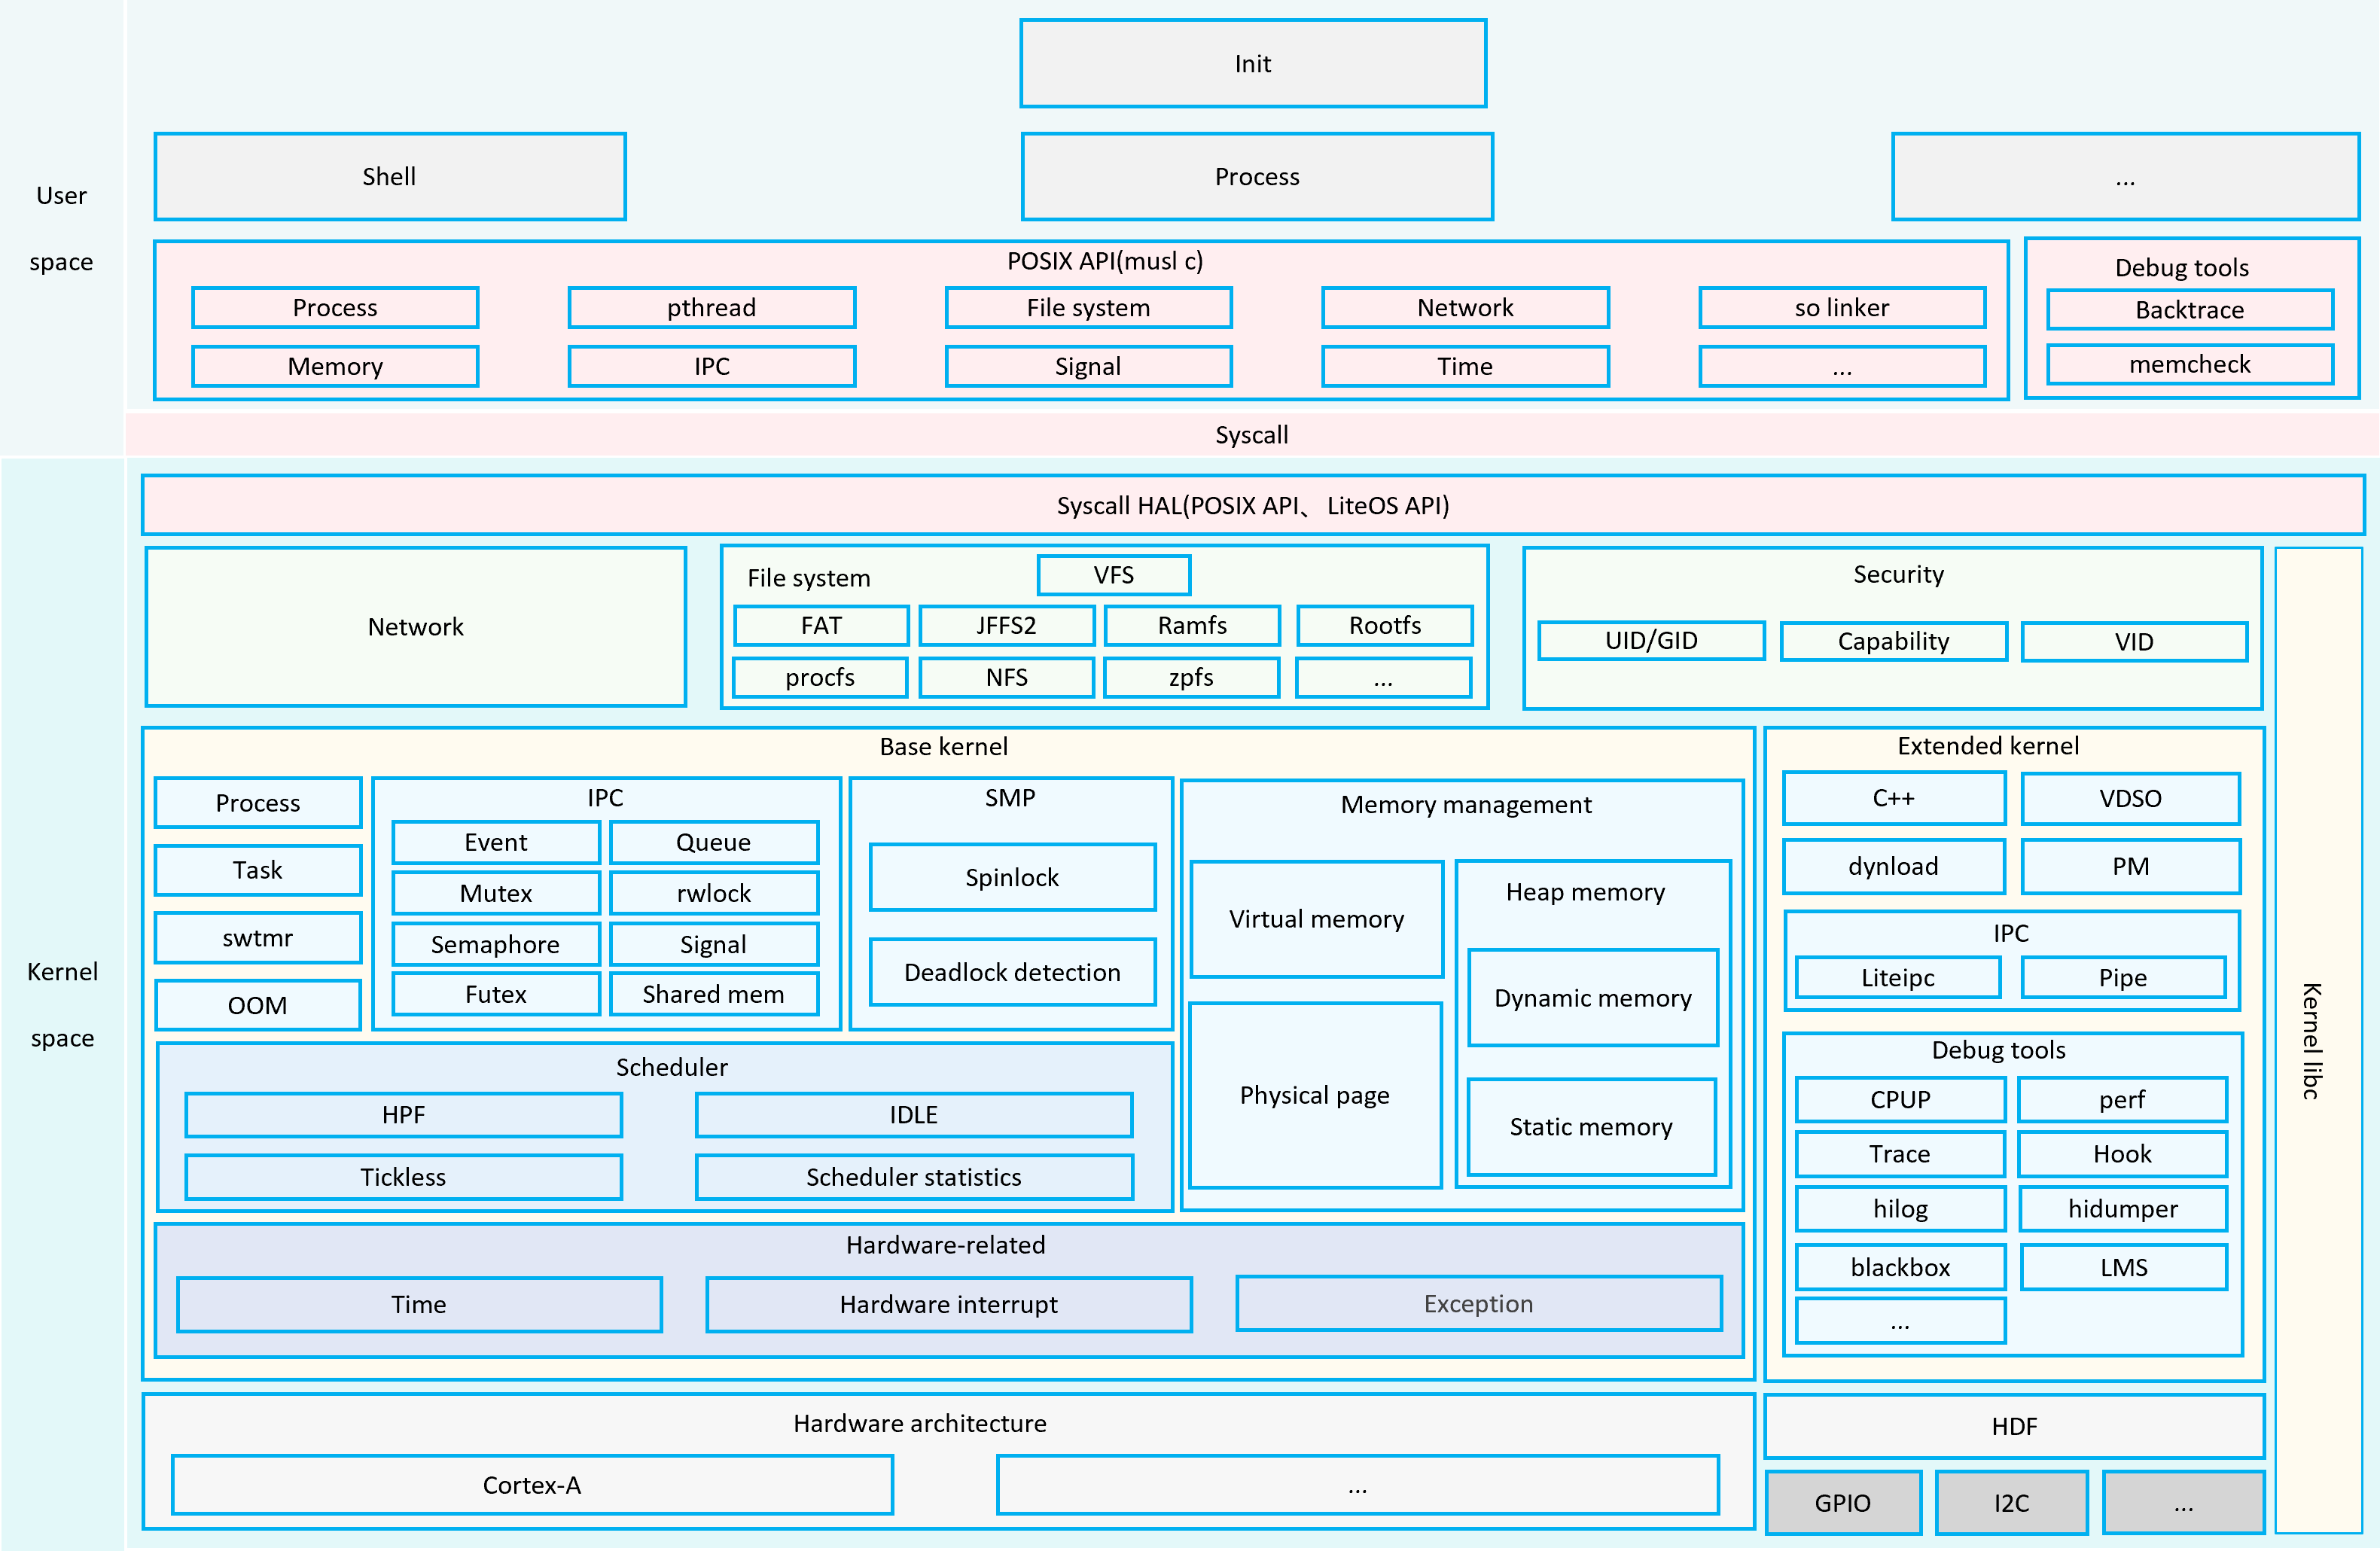 Init
Shell
Process
...
User
space
POSIX API(musl c)
Process
pthread
File system
Network
so linker
Memory
IPC
Signal
Time
...
Debug tools
Backtrace
memcheck
Syscall
Kernel
space
Syscall HAL(POSIX API、 LiteOS API)
Network
File system
VFS
FAT
JFFS2
Ramfs
Rootfs
procfs
NFS
zpfs
...
Security
UID/GID
Capability
VID
Kernel libc
Base kernel
Process
Task
swtmr
OOM
IPC
Event
Queue
Mutex
rwlock
Semaphore
Signal
Futex
Shared mem
SMP
Spinlock
Deadlock detection
Memory management
Virtual memory
Physical page
Heap memory
Dynamic memory
Static memory
Scheduler
HPF
IDLE
Tickless
Scheduler statistics
Hardware-related
Time
Hardware interrupt
Exception
Extended kernel
C++
VDSO
dynload
PM
IPC
Liteipc
Pipe
Debug tools
CPUP
perf
Trace
Hook
hilog
hidumper
blackbox
LMS
...
Hardware architecture
Cortex-A
...
HDF
GPIO
I2C
...